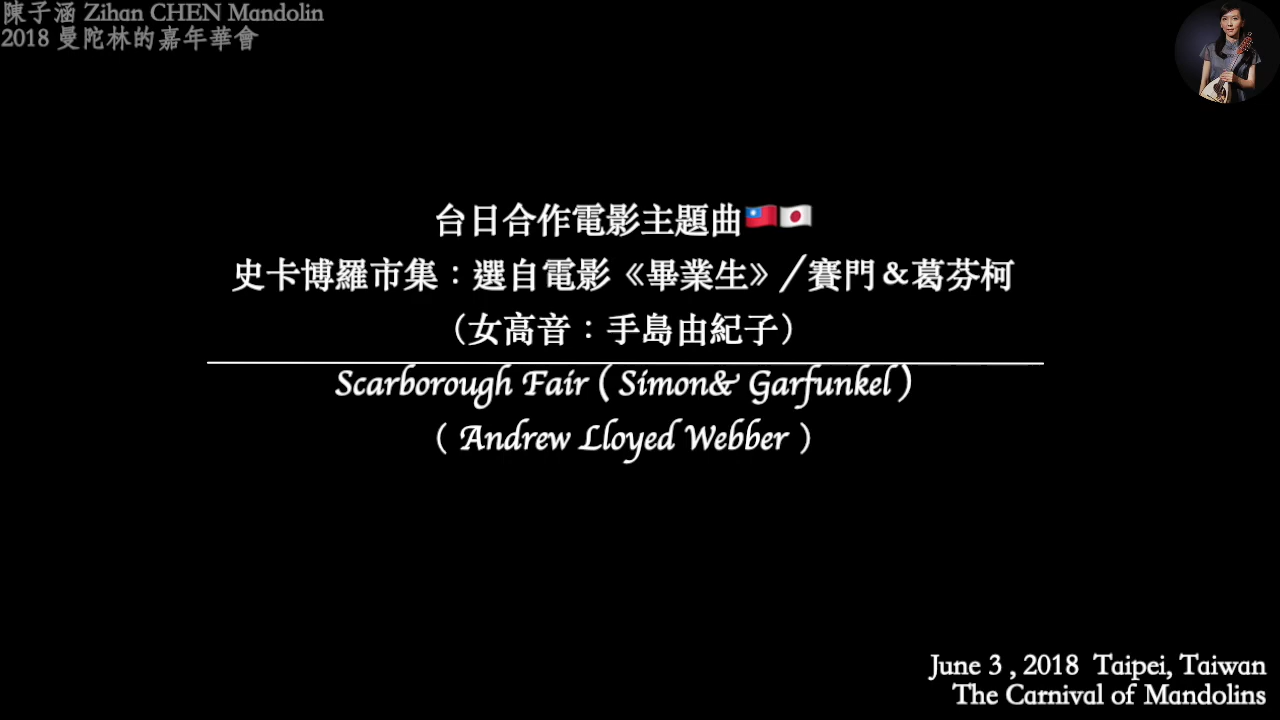 陳子涵 Zihan CHEN Mandolin
2018 曼陀林的嘉年華會
台日合作電影主題曲🇹🇼🇯🇵
史卡博羅市集：選自電影《畢業生》/賽門＆葛芬柯
（女高音：手島由紀子）
Scarborough Fair ( Simon& Garfunkel )
( Andrew Lloyed Webber )
June 3 , 2018 Taipei, Taiwan
The Carnival of Mandolins